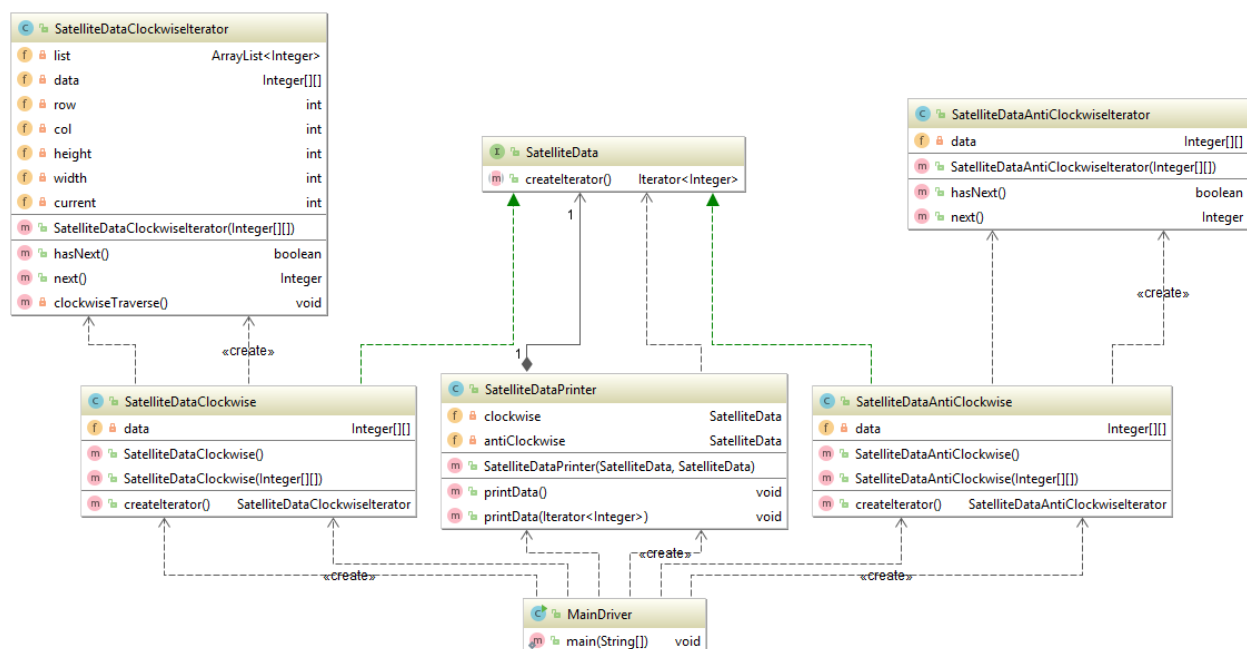 SatelliteDataClockwiseIterator
list ArrayList<Integer>
data Integer[][]
row int
col int
height int
width int
current int
SatelliteDataClockwiseIterator(Integer[][])
hasNext() boolean
next() Integer
clockwiseTraverse() void
SatelliteData
createIterator() Iterator<Integer>
SatelliteDataAntiClockwiseIterator
data Integer[][]
SatelliteDataAntiClockwiseIterator(Integer[][])
hasNext() boolean
next() Integer
1
«create»
«create»
1
SatelliteDataClockwise
data Integer[][]
SatelliteDataClockwise()
SatelliteDataClockwise(Integer[][])
createIterator() SatelliteDataClockwiseIterator
SatelliteDataPrinter
clockwise SatelliteData
antiClockwise SatelliteData
SatelliteDataPrinter(SatelliteData, SatelliteData)
printData() void
printData(Iterator<Integer>) void
SatelliteDataAntiClockwise
data Integer[][]
SatelliteDataAntiClockwise()
SatelliteDataAntiClockwise(Integer[][])
createIterator() SatelliteDataAntiClockwiseIterator
«create»
«create»
«create»
MainDriver
main(String[]) void